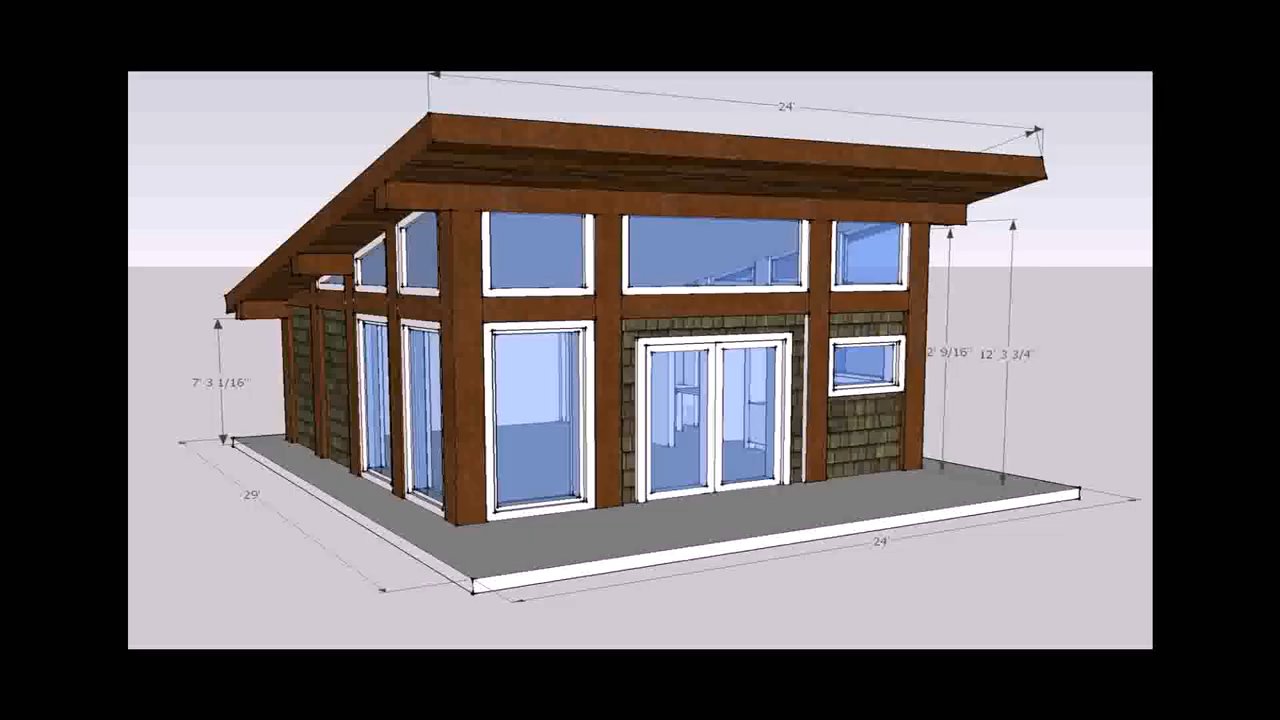 24'
2' 9/16"
12' 3 3/4"
7' 3 1/16"
29'
24'